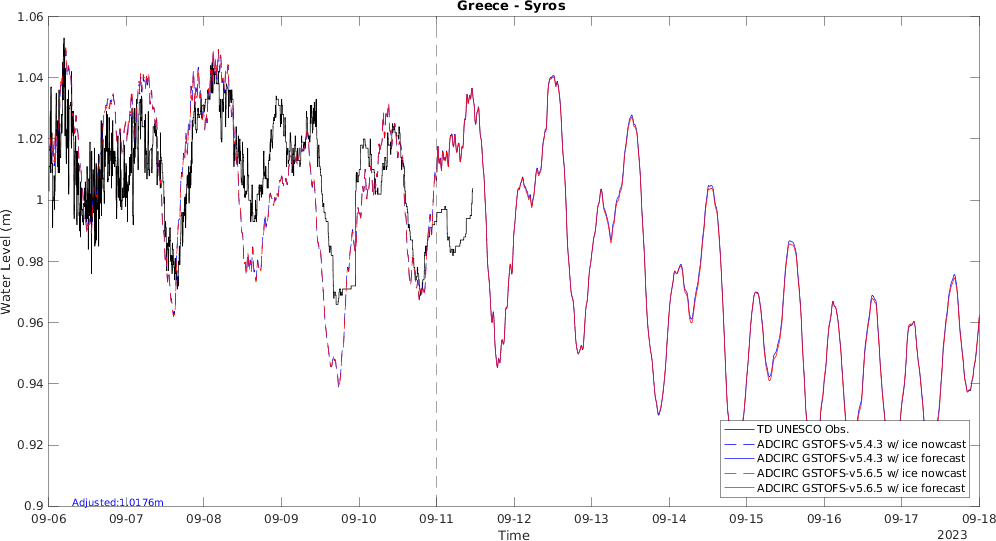 Greece - Syros
1.06
1.04
1.02
1
0.98
0.96
0.94
0.92
0.9
Water Level (m)
Adjusted:1.0176m
TD UNESCO Obs.
ADCIRC GSTOFS-v5.4.3 w/ ice nowcast
ADCIRC GSTOFS-v5.4.3 w/ ice forecast
ADCIRC GSTOFS-v5.6.5 w/ ice nowcast
ADCIRC GSTOFS-v5.6.5 w/ ice forecast
09-06 09-07 09-08 09-09 09-10 09-11 09-12 09-13 09-14 09-15 09-16 09-17 09-18
Time
2023